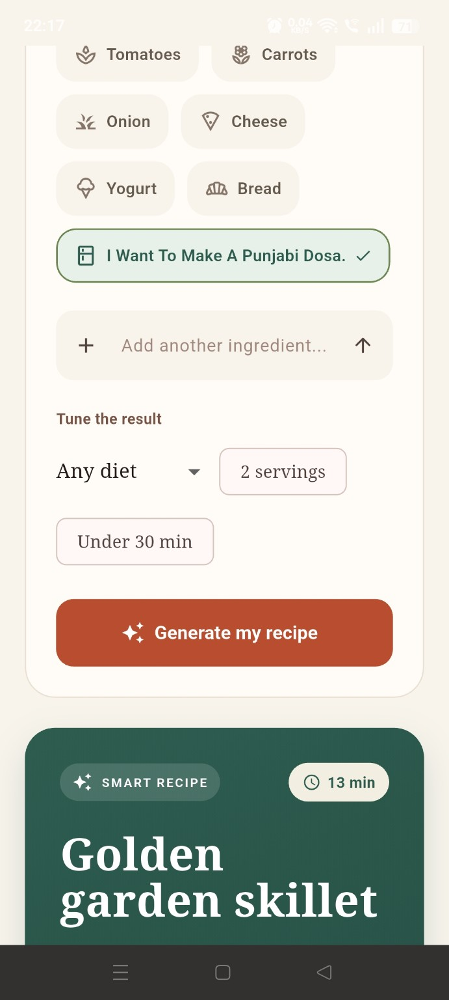 22:17
0.04
KB/S
71
Tomatoes
Carrots
Onion
Cheese
Yogurt
Bread
I Want To Make A Punjabi Dosa.
Add another ingredient...
Tune the result
Any diet
2 servings
Under 30 min
Generate my recipe
SMART RECIPE
13 min
Golden
garden skillet